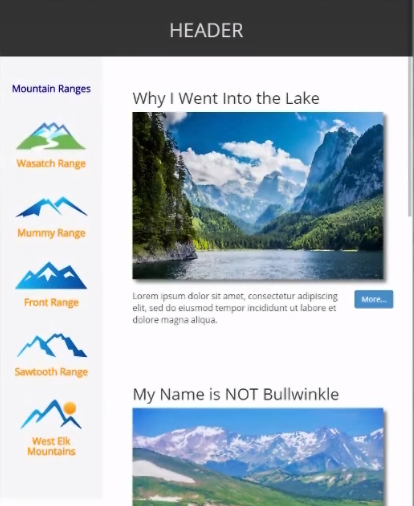 HEADER
Mountain Ranges
Wasatch Range
Mummy Range
Front Range
Sawtooth Range
West Elk
Mountains
Why I Went Into the Lake
Lorem ipsum dolor sit amet, consectetur adipiscing
elit, sed do eiusmod tempor incididunt ut labore et
dolore magna aliqua.
More...
My Name is NOT Bullwinkle